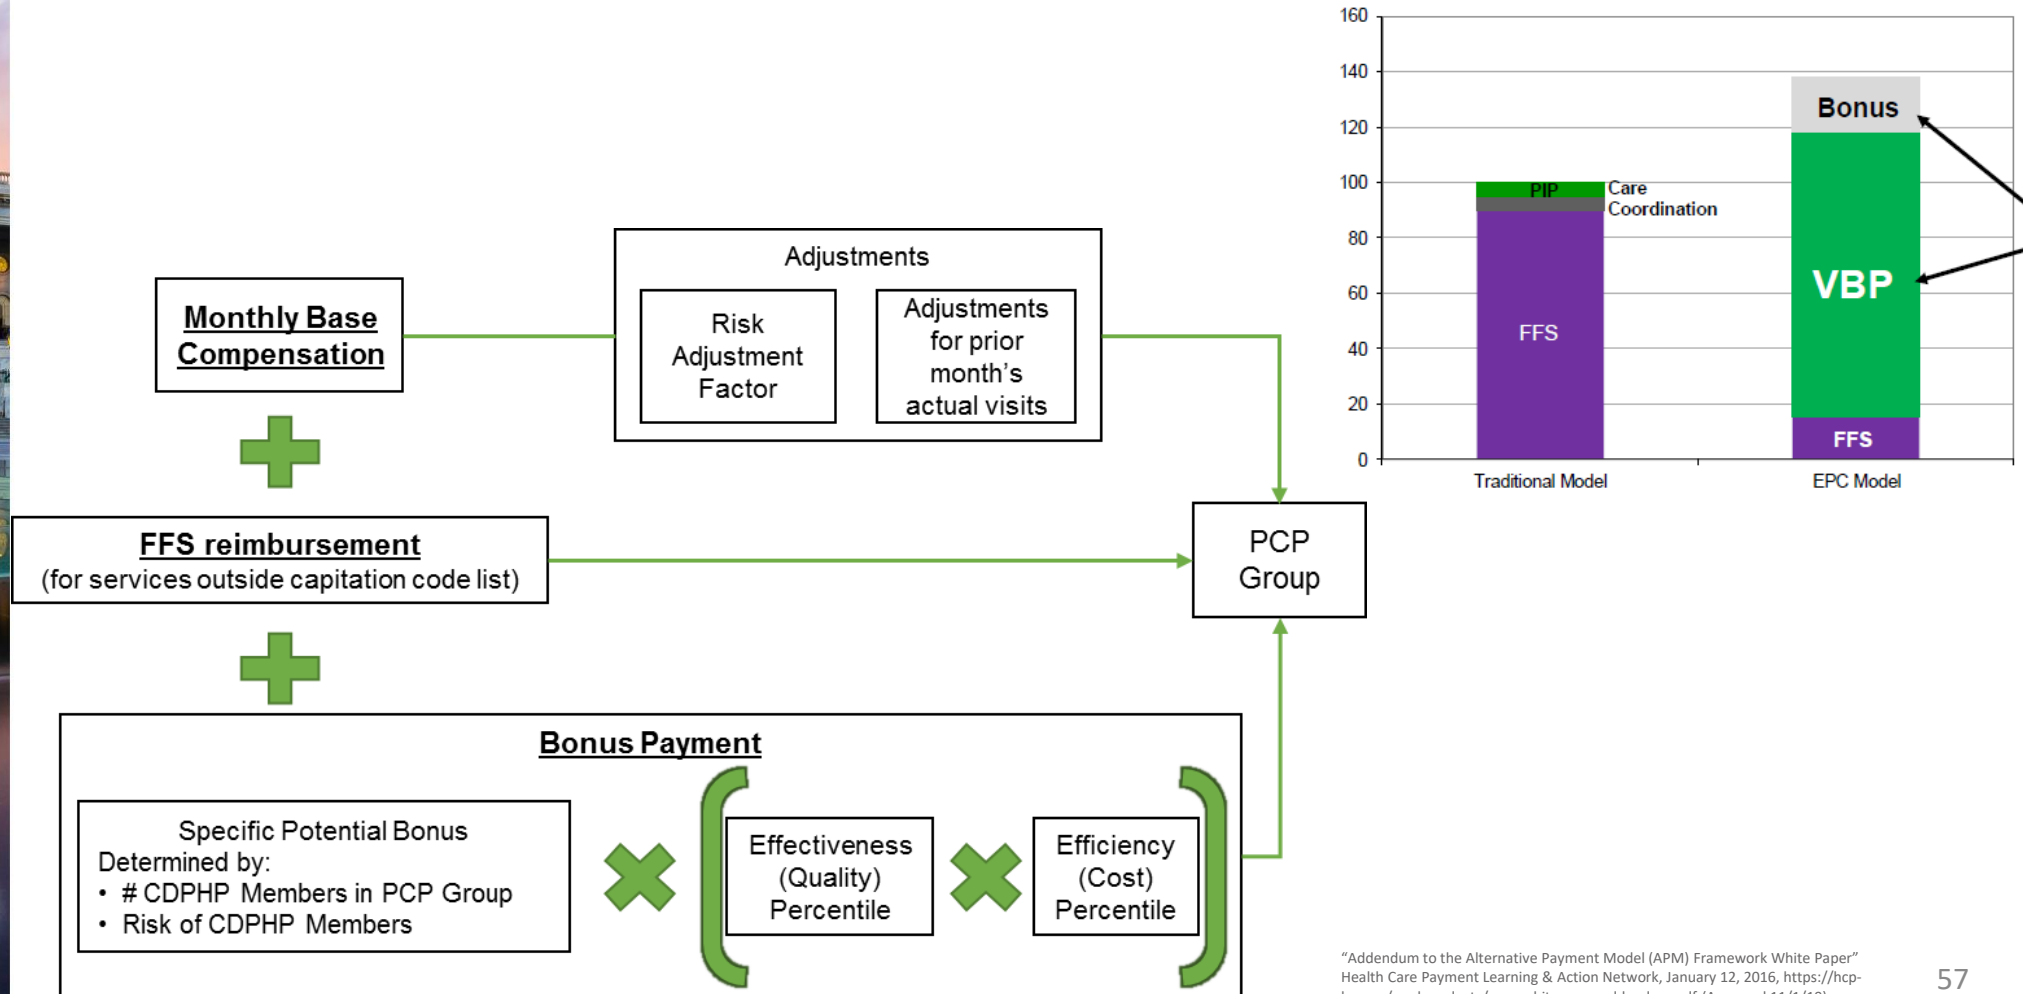 Monthly Base
Compensation
Adjustments
Risk
Adjustment
Factor
Adjustments
for prior
month's
actual visits
FFS reimbursement
(for services outside capitation code list)
PCP
Group
Bonus Payment
Specific Potential Bonus
Determined by:
• # CDPHP Members in PCP Group
• Risk of CDPHP Members
Effectiveness
(Quality)
Percentile
Efficiency
(Cost)
Percentile
160
140
120
100
80
60
40
20
0
PIP
Care
Coordination
FFS
Bonus
VBP
FFS
Traditional Model
EPC Model
“Addendum to the Alternative Payment Model (APM) Framework White Paper”
Health Care Payment Learning & Action Network, January 12, 2016, https://hcp-
57